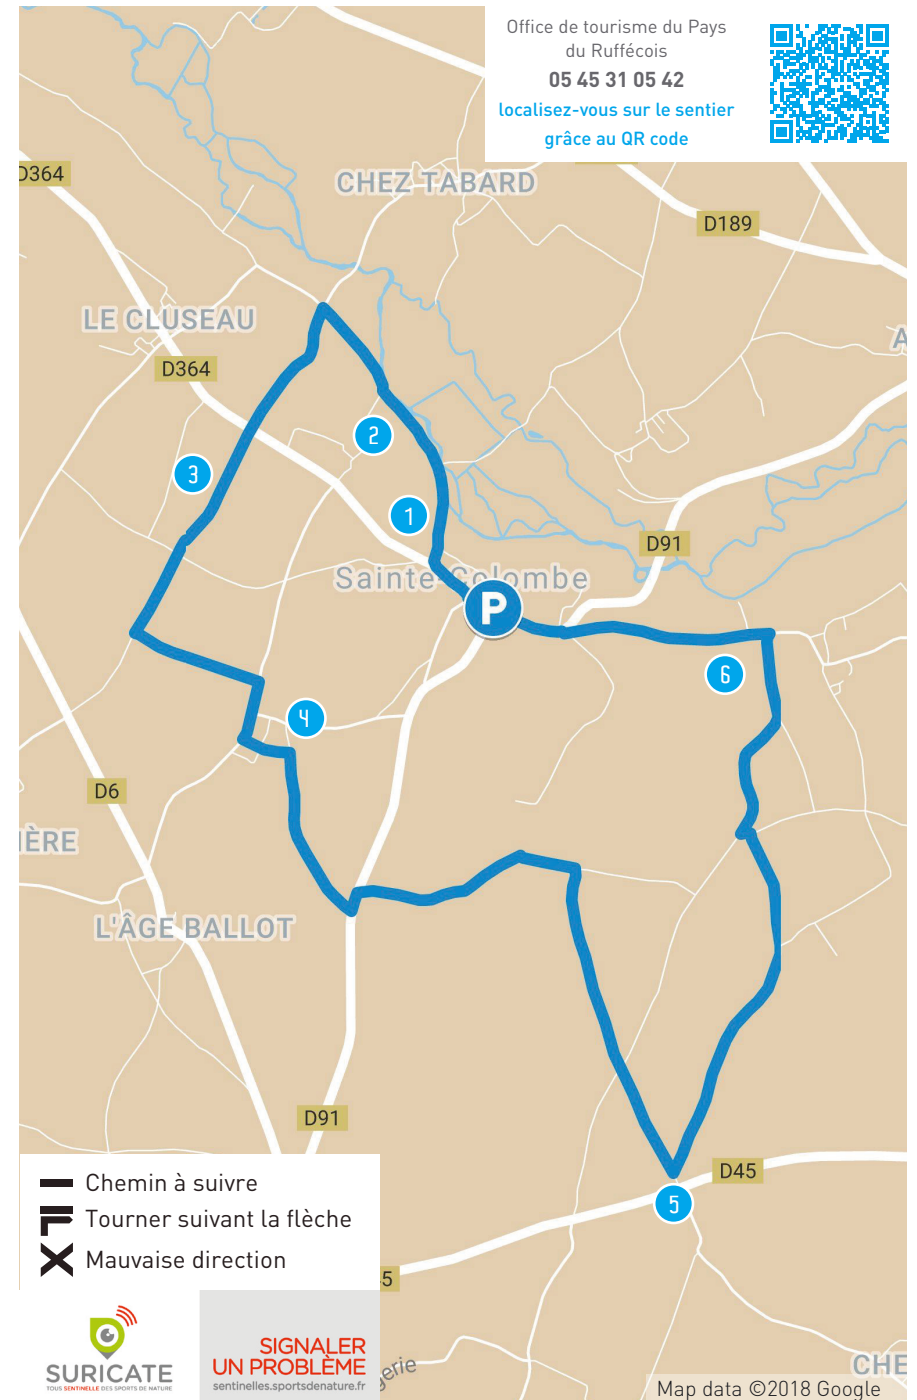 Office de tourisme du Pays
du Ruffécois
05 45 31 05 42
localisez-vous sur le sentier
grâce au QR code
D364
CHEZ TABARD
D189
LE CLUSEAU
A
D364
2
3
1
D91
Sainte-Colombe
P
6
4
D6
IÈRE
L'ÂGE BALLOT
D91
D45
5
Chemin à suivre
Tourner suivant la flèche
Mauvaise direction
45
SURICATE
TOUS SENTINELLE DES SPORTS DE NATURE
SIGNALER
UN PROBLÈME
sentinelles.sportsdenature.fr
gerie
CHE
Map data ©2018 Google